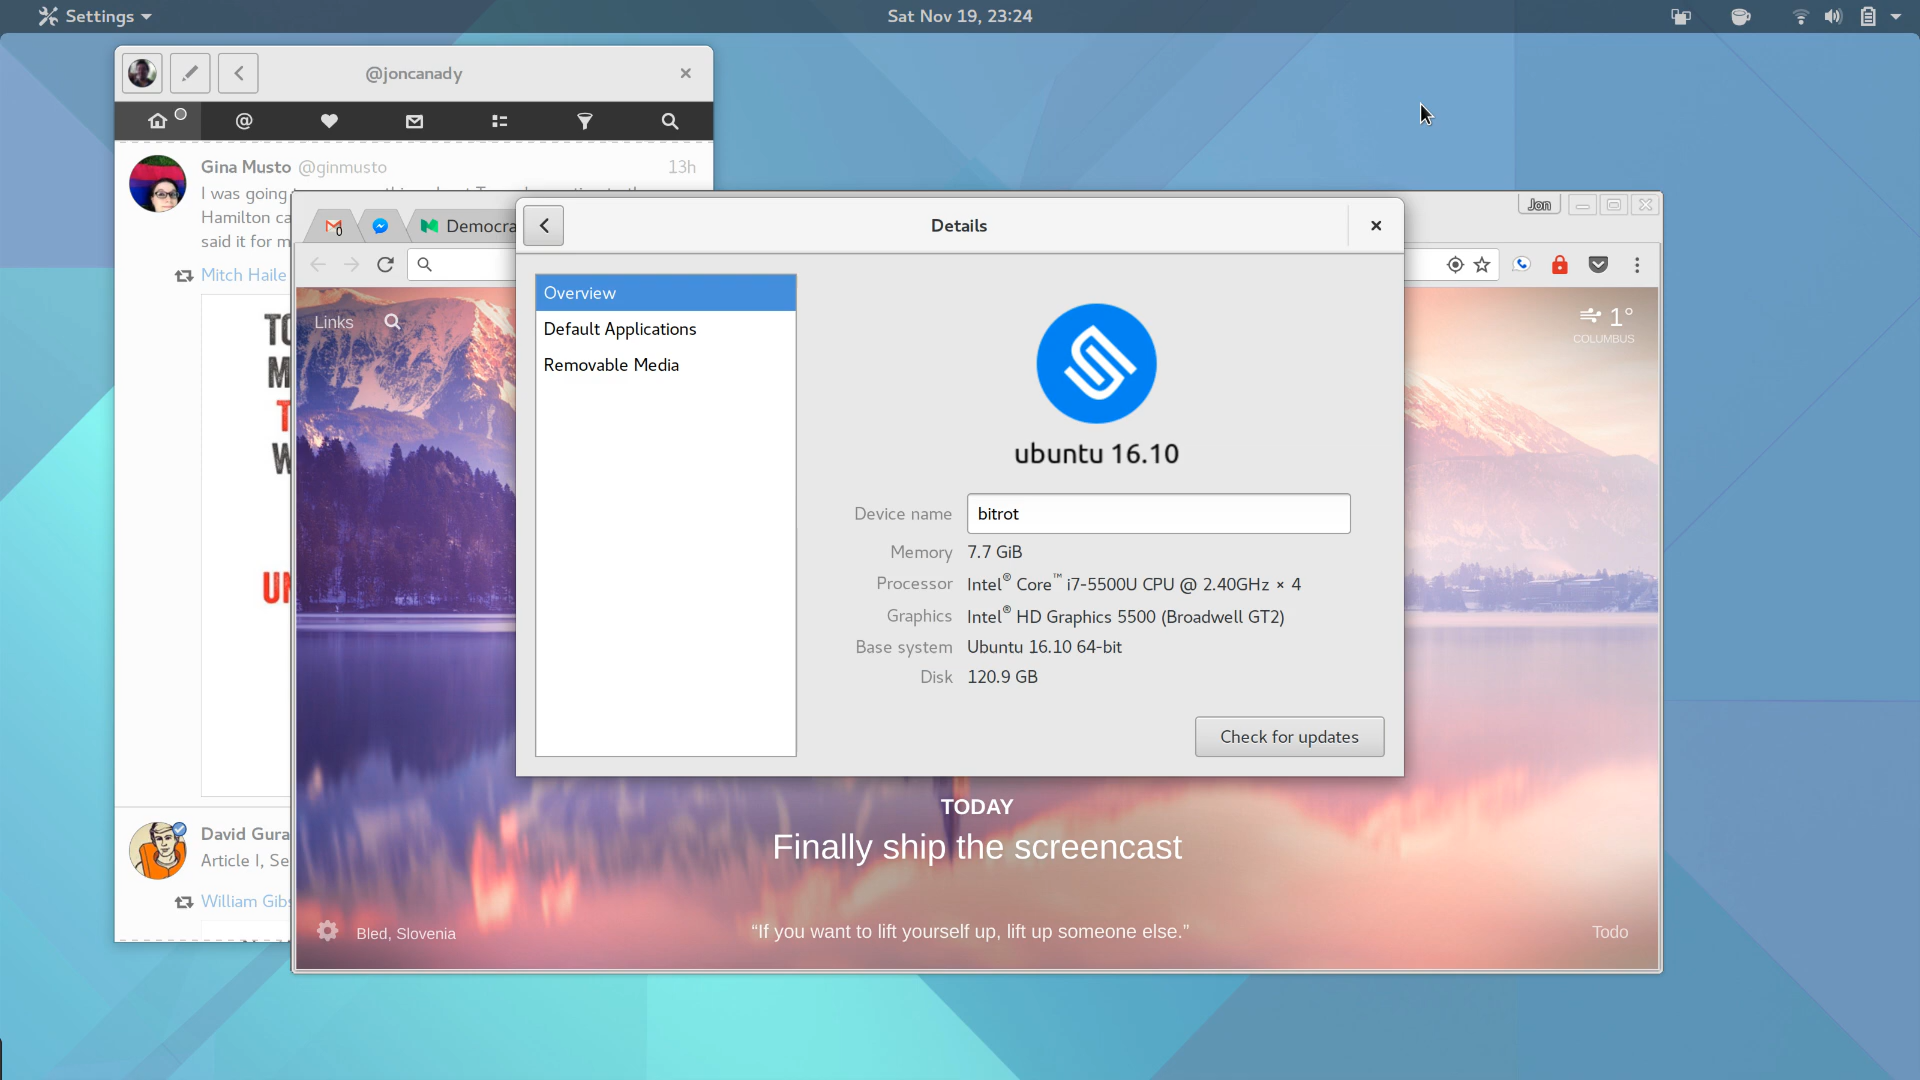 Settings
Sat Nov 19, 23:24
@joncanady
@
Gina Musto @ginmusto
13h
I was going
Hamilton ca
said it for m
Mitch Haile
David Gura
Article I, Se
William Gibs
0
Democra
Jon
Links
1°
COLUMBUS
Details
Overview
Default Applications
Removable Media
ubuntu 16.10
Device name bitrot
Memory 7.7 GiB
Processor Intel® Core™ i7-5500U CPU @ 2.40GHz × 4
Graphics Intel® HD Graphics 5500 (Broadwell GT2)
Base system Ubuntu 16.10 64-bit
Disk 120.9 GB
Check for updates
TODAY
Finally ship the screencast
Bled, Slovenia
“If you want to lift yourself up, lift up someone else.”
Todo